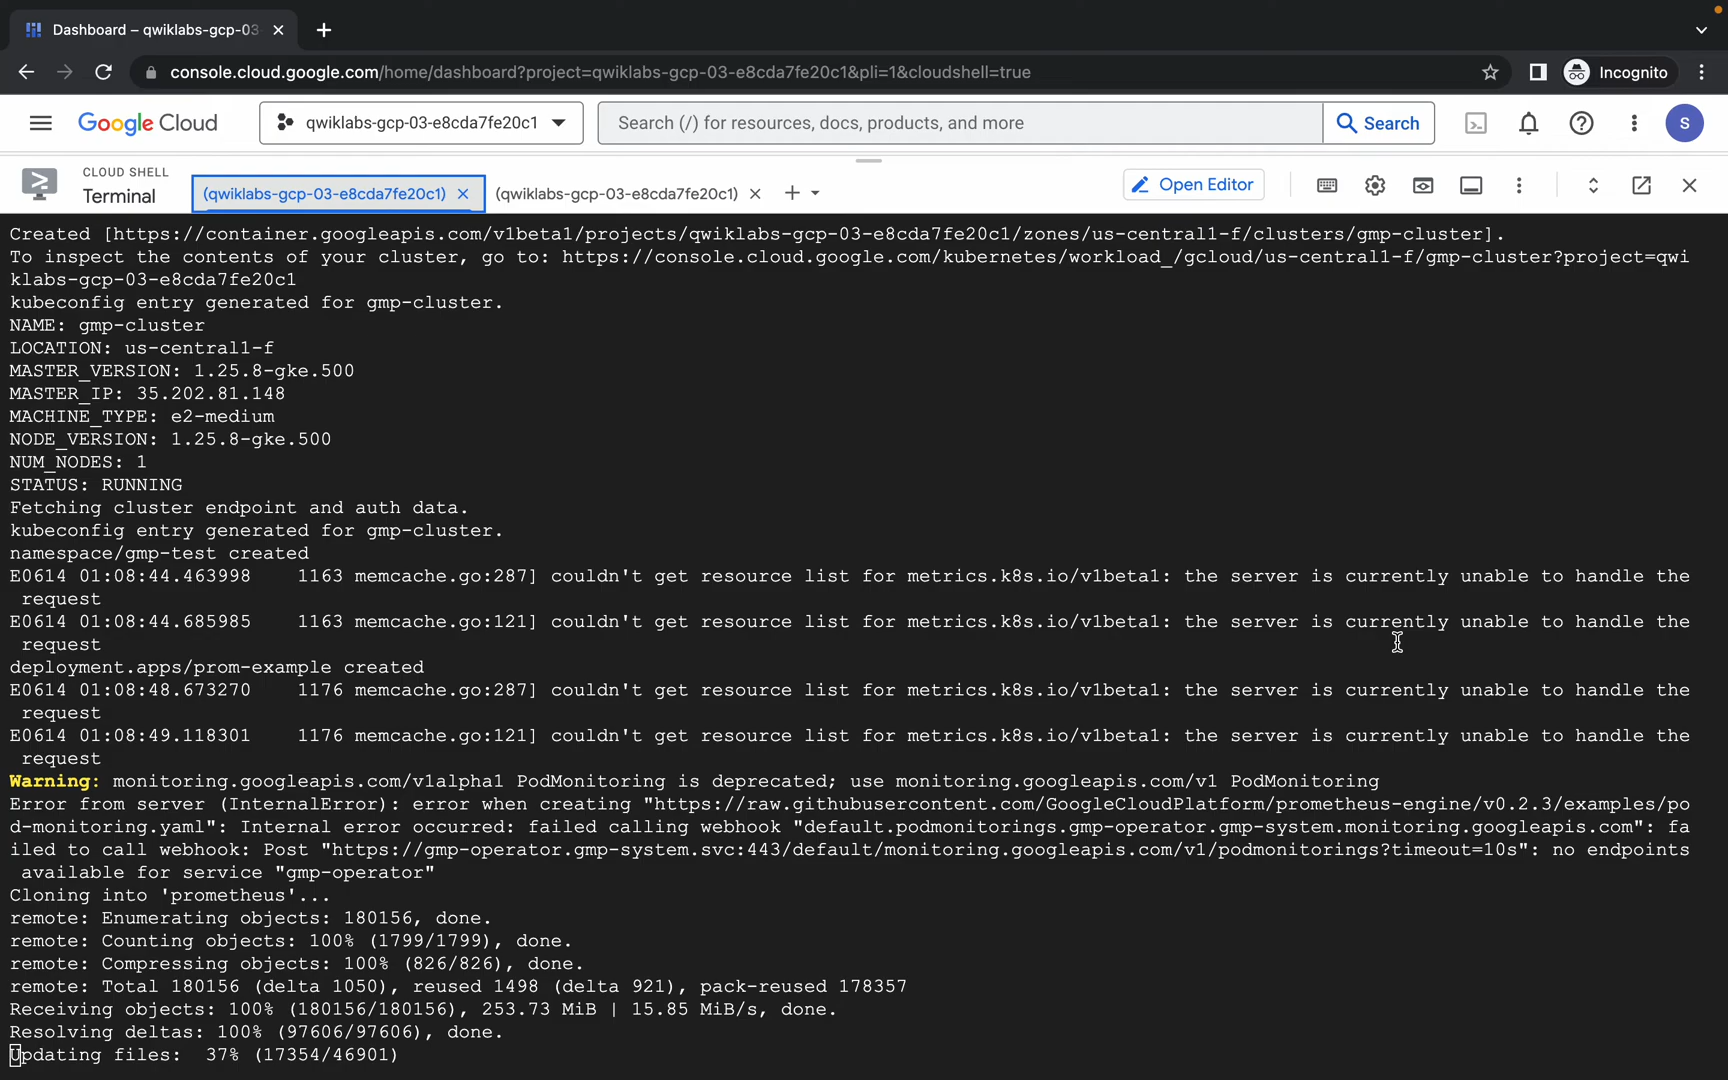 Dashboard – qwiklabs-gcp-03
console.cloud.google.com/home/dashboard?project=qwiklabs-gcp-03-e8cda7fe20c1&pli=1&cloudshell=true
Incognito
Google Cloud
qwiklabs-gcp-03-e8cda7fe20c1
Search (/) for resources, docs, products, and more
Search
S
CLOUD SHELL
Terminal
(qwiklabs-gcp-03-e8cda7fe20c1)
(qwiklabs-gcp-03-e8cda7fe20c1)
Open Editor
Created [https://container.googleapis.com/v1beta1/projects/qwiklabs-gcp-03-e8cda7fe20c1/zones/us-central1-f/clusters/gmp-cluster].
To inspect the contents of your cluster, go to: https://console.cloud.google.com/kubernetes/workload_/gcloud/us-central1-f/gmp-cluster?project=qwi
klabs-gcp-03-e8cda7fe20c1
kubeconfig entry generated for gmp-cluster.
NAME: gmp-cluster
LOCATION: us-central1-f
MASTER_VERSION: 1.25.8-gke.500
MASTER_IP: 35.202.81.148
MACHINE_TYPE: e2-medium
NODE_VERSION: 1.25.8-gke.500
NUM_NODES: 1
STATUS: RUNNING
Fetching cluster endpoint and auth data.
kubeconfig entry generated for gmp-cluster.
namespace/gmp-test created
E0614 01:08:44.463998    1163 memcache.go:287] couldn't get resource list for metrics.k8s.io/v1beta1: the server is currently unable to handle the
request
E0614 01:08:44.685985    1163 memcache.go:121] couldn't get resource list for metrics.k8s.io/v1beta1: the server is currently unable to handle the
request
deployment.apps/prom-example created
E0614 01:08:48.673270    1176 memcache.go:287] couldn't get resource list for metrics.k8s.io/v1beta1: the server is currently unable to handle the
request
E0614 01:08:49.118301    1176 memcache.go:121] couldn't get resource list for metrics.k8s.io/v1beta1: the server is currently unable to handle the
request
Warning: monitoring.googleapis.com/v1alpha1 PodMonitoring is deprecated; use monitoring.googleapis.com/v1 PodMonitoring
Error from server (InternalError): error when creating "https://raw.githubusercontent.com/GoogleCloudPlatform/prometheus-engine/v0.2.3/examples/po
d-monitoring.yaml": Internal error occurred: failed calling webhook "default.podmonitorings.gmp-operator.gmp-system.monitoring.googleapis.com": fa
iled to call webhook: Post "https://gmp-operator.gmp-system.svc:443/default/monitoring.googleapis.com/v1/podmonitorings?timeout=10s": no endpoints
available for service "gmp-operator"
Cloning into 'prometheus'...
remote: Enumerating objects: 180156, done.
remote: Counting objects: 100% (1799/1799), done.
remote: Compressing objects: 100% (826/826), done.
remote: Total 180156 (delta 1050), reused 1498 (delta 921), pack-reused 178357
Receiving objects: 100% (180156/180156), 253.73 MiB | 15.85 MiB/s, done.
Resolving deltas: 100% (97606/97606), done.
Updating files:  37% (17354/46901)